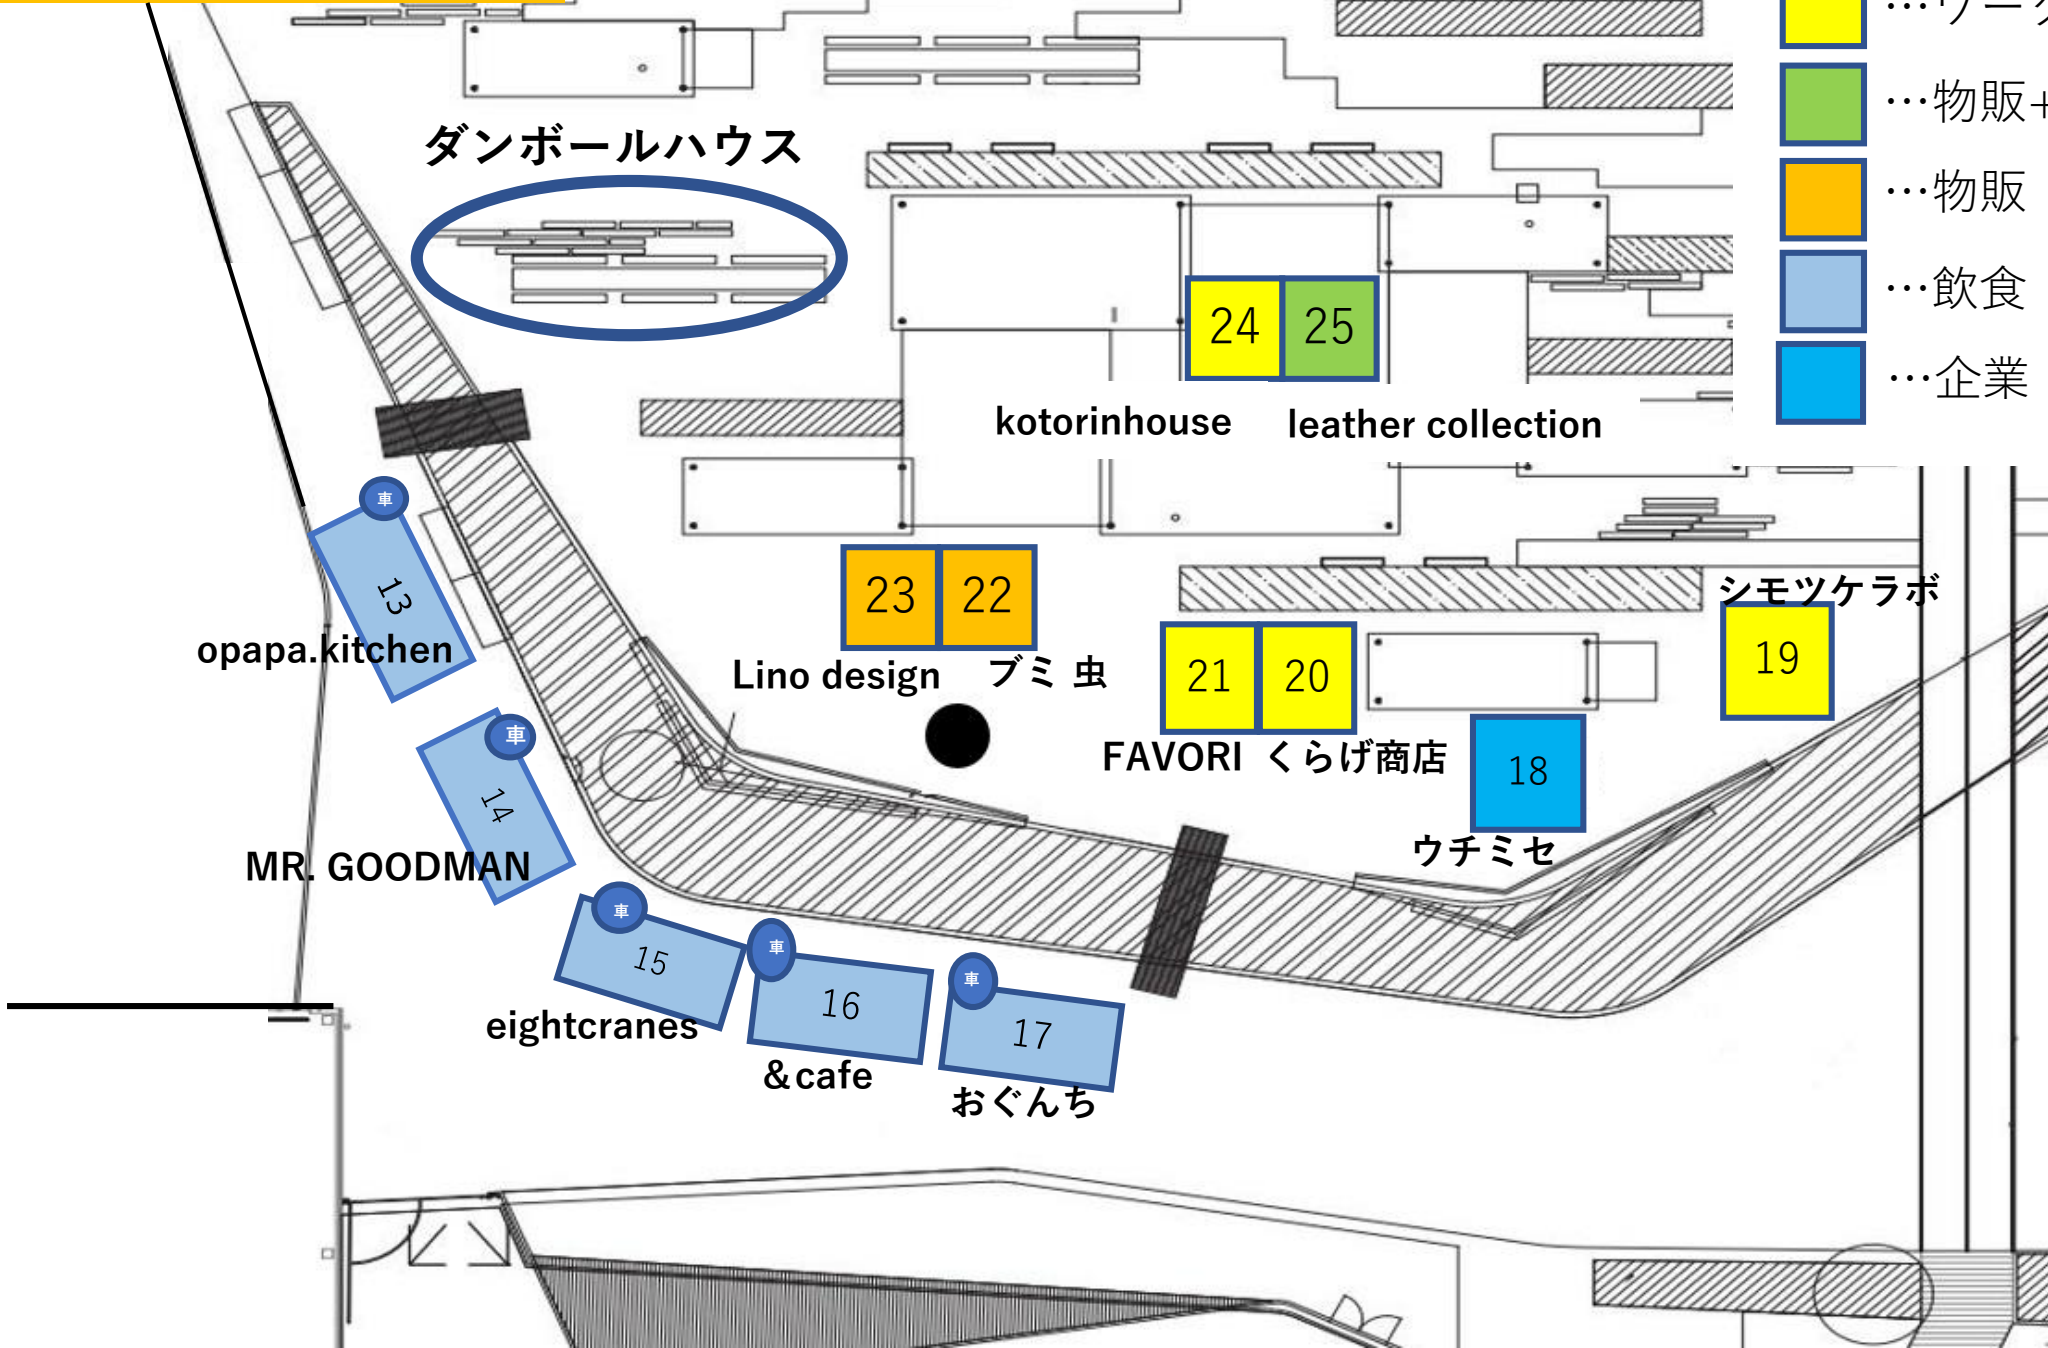 …物販+
…物販
…飲食
…企業
ダンボールハウス
24
25
kotorinhouse
leather collection
車
13
opapa.kitchen
車
14
MR. GOODMAN
車
15
eightcranes
車
16
&cafe
車
17
おぐんち
23
22
Lino design
ブミ 虫
21
20
FAVORI
くらげ商店
シモツケラボ
19
18
ウチミセ